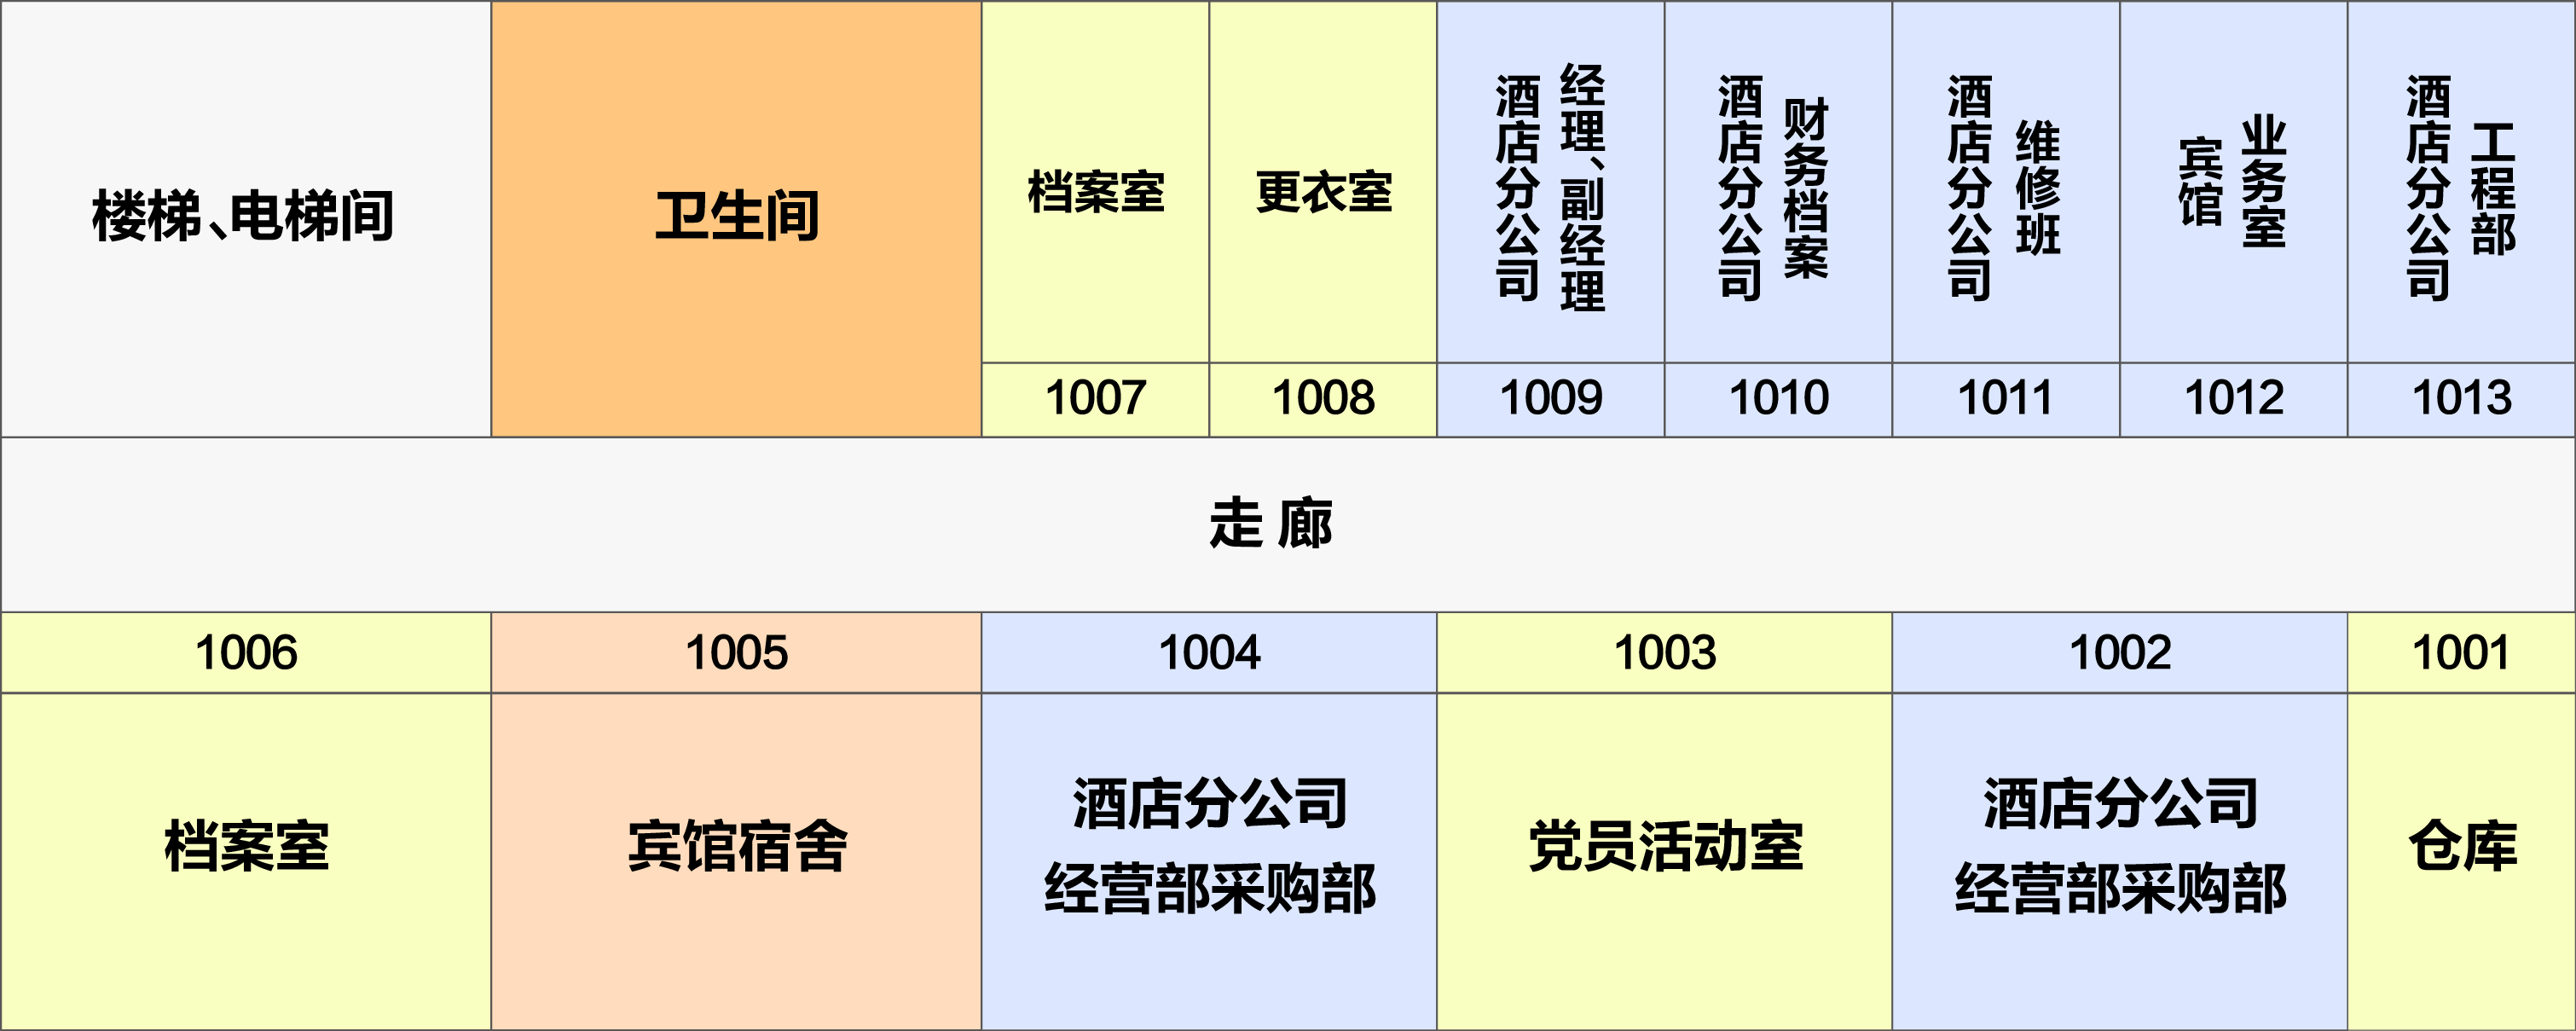 楼梯、电梯间
卫生间
档案室
更衣室
酒店分公司
经理、副经理
酒店分公司
财务档案
酒店分公司
维修班
宾馆
业务室
酒店分公司
工程部
1007
1008
1009
1010
1011
1012
1013
走廊
1006
1005
1004
1003
1002
1001
档案室
宾馆宿舍
酒店分公司
经营部采购部
党员活动室
酒店分公司
经营部采购部
仓库